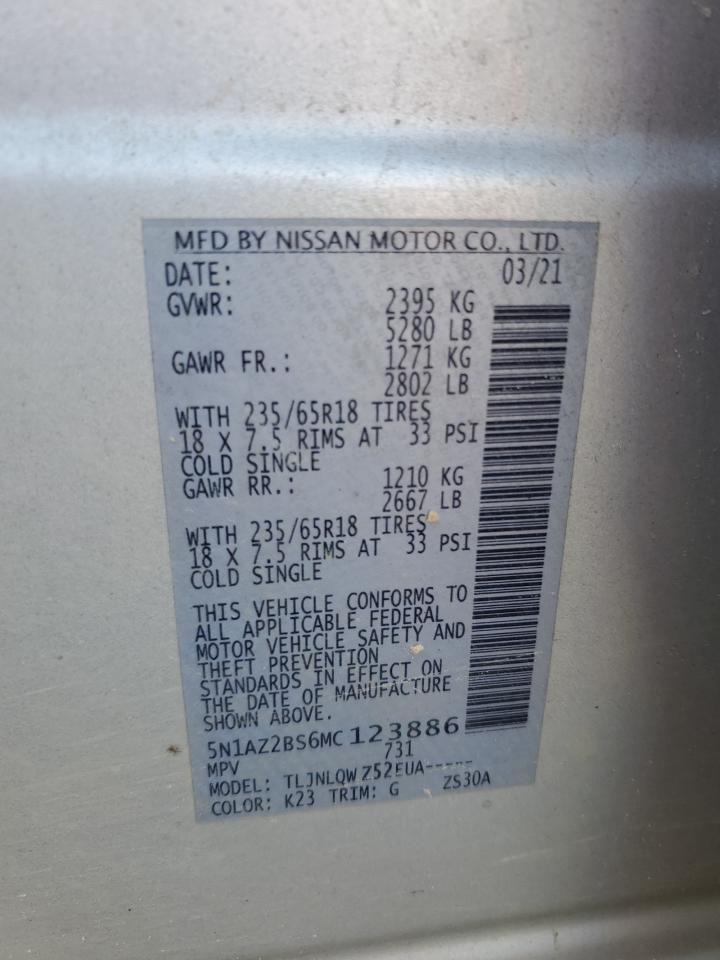 MFD BY NISSAN MOTOR CO., LTD.
DATE: 03/21
GVWR: 2395 KG
5280 LB
GAWR FR.: 1271 KG
2802 LB
WITH 235/65R18 TIRES
18 X 7.5 RIMS AT 33 PSI
COLD SINGLE
GAWR RR.: 1210 KG
2667 LB
WITH 235/65R18 TIRES
18 X 7.5 RIMS AT 33 PSI
COLD SINGLE
THIS VEHICLE CONFORMS TO
ALL APPLICABLE FEDERAL
MOTOR VEHICLE SAFETY AND
THEFT PREVENTION
STANDARDS IN EFFECT ON
THE DATE OF MANUFACTURE
SHOWN ABOVE.
5N1AZ2BS6MC 123886
MPV 731
MODEL: TLJNLQW Z52EUA-----
COLOR: K23 TRIM: G ZS30A